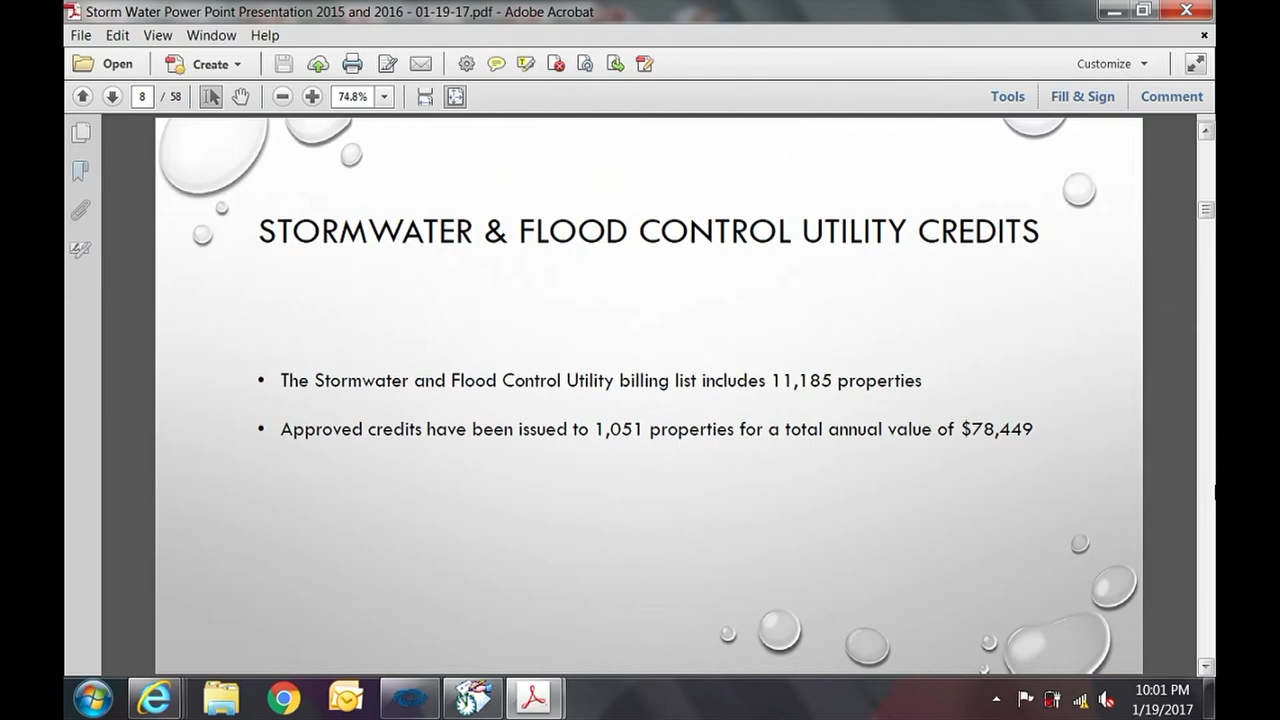 Storm Water Power Point Presentation 2015 and 2016 - 01-19-17.pdf - Adobe Acrobat
File Edit View Window Help
Open Create Customize
8 / 58 74.8% Tools Fill & Sign Comment
STORMWATER & FLOOD CONTROL UTILITY CREDITS
• The Stormwater and Flood Control Utility billing list includes 11,185 properties
• Approved credits have been issued to 1,051 properties for a total annual value of $78,449
10:01 PM
1/19/2017